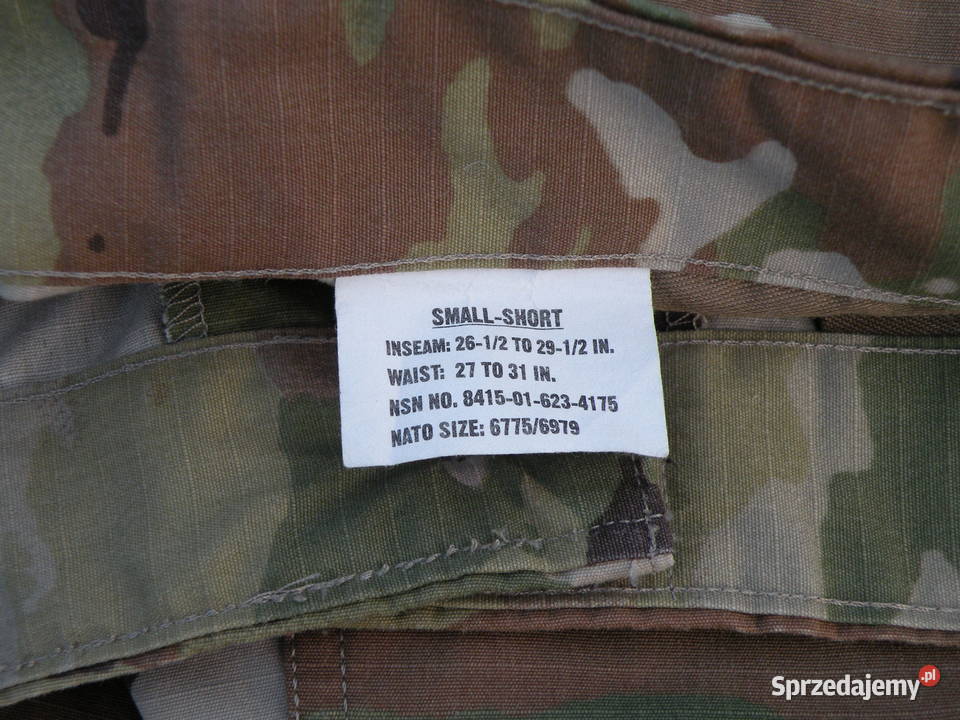 SMALL-SHORT
INSEAM: 26-1/2 TO 29-1/2 IN.
WAIST: 27 TO 31 IN.
NSN NO. 8415-01-623-4175
NATO SIZE: 6775/6979
Sprzedajemy.pl